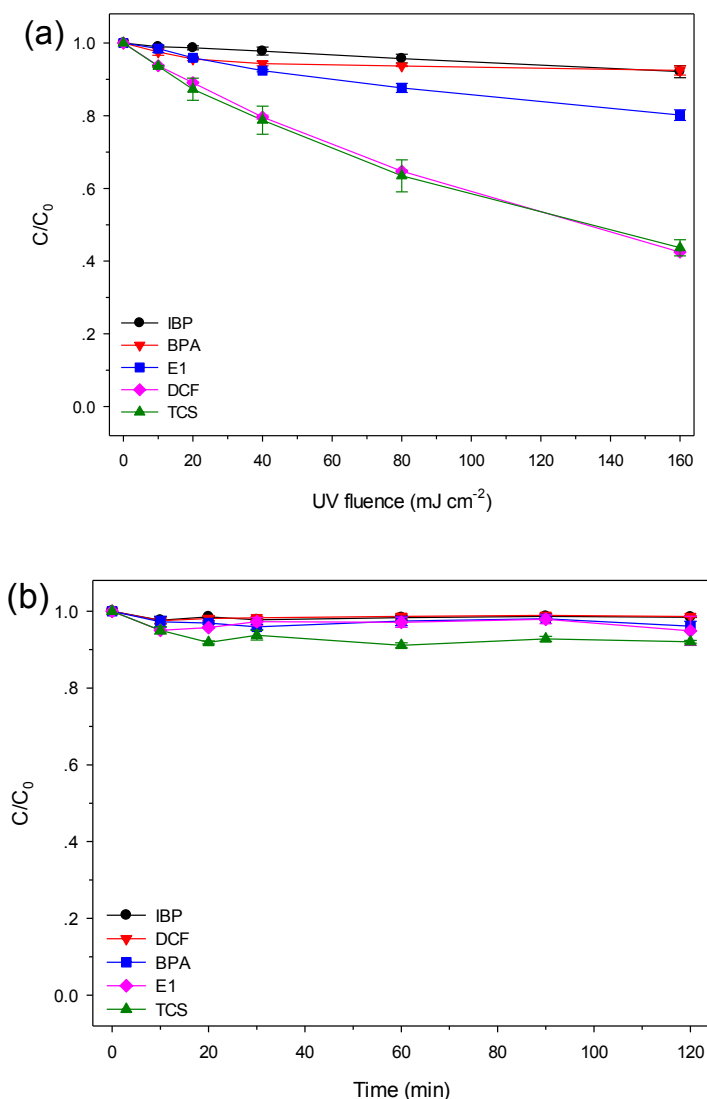 (a)
1.0
.8
.6
.4
.2
0.0
C/C0
IBP
BPA
E1
DCF
TCS
0 20 40 60 80 100 120 140 160
UV fluence (mJ cm-2)
(b)
1.0
.8
.6
.4
.2
0.0
C/C0
IBP
DCF
BPA
E1
TCS
0 20 40 60 80 100 120
Time (min)